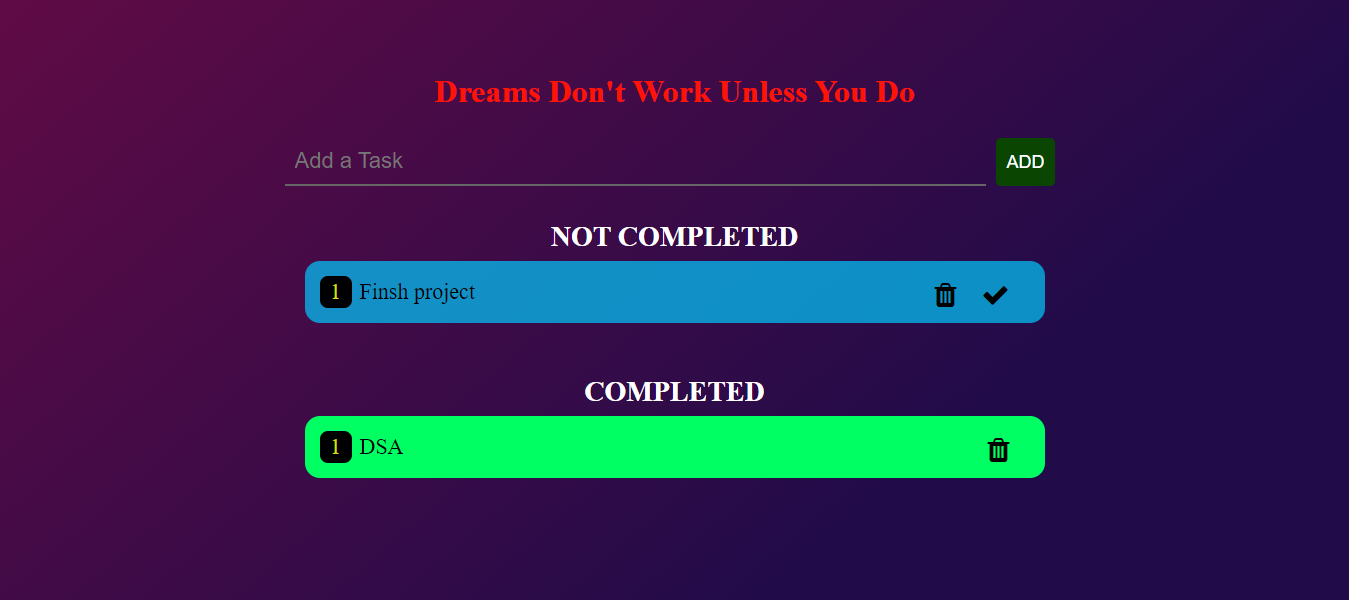 Dreams Don't Work Unless You Do
Add a Task
ADD
NOT COMPLETED
1 Finsh project
COMPLETED
1 DSA